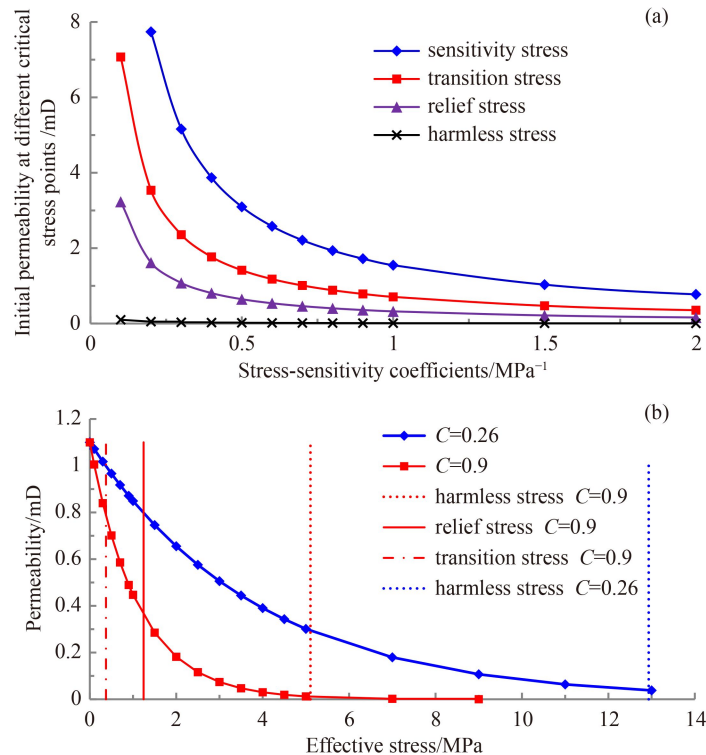 (a)
8
6
4
2
0
Initial permeability at different critical
stress points /mD
sensitivity stress
transition stress
relief stress
harmless stress
0 0.5 1 1.5 2
Stress-sensitivity coefficients/MPa⁻¹
(b)
1.2
1
0.8
0.6
0.4
0.2
0
Permeability/mD
C=0.26
C=0.9
harmless stress C=0.9
relief stress C=0.9
transition stress C=0.9
harmless stress C=0.26
0 2 4 6 8 10 12 14
Effective stress/MPa